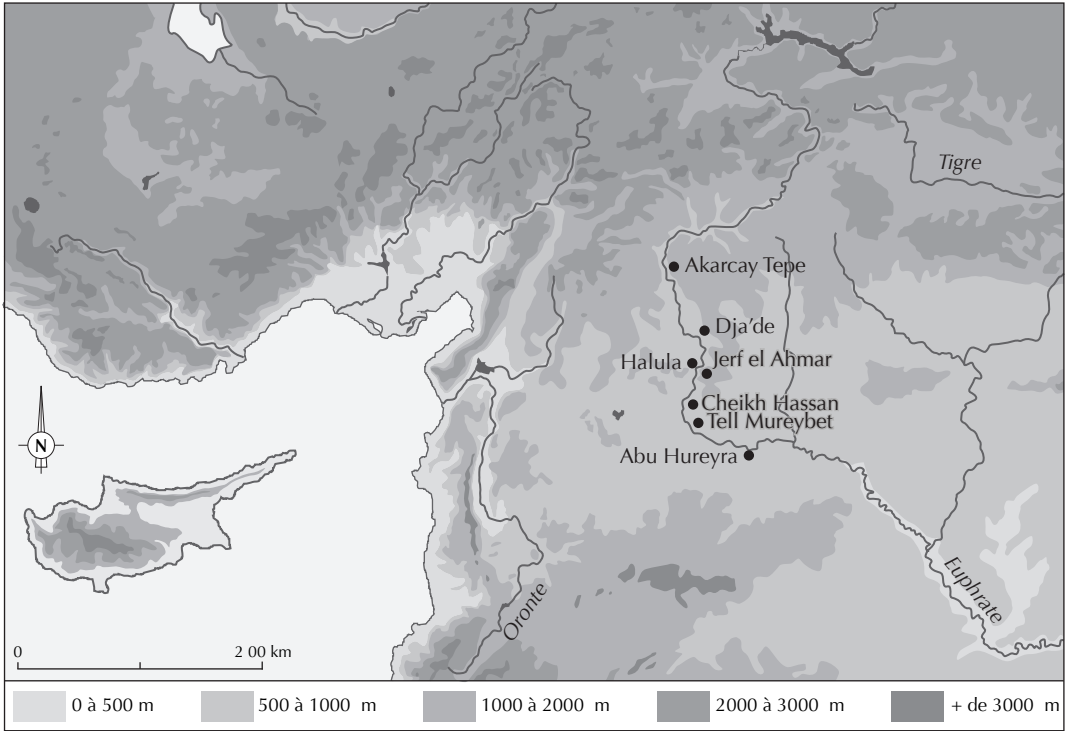 Tigre
Akarcay Tepe
Dja'de
Halula
Jerf el Ahmar
Cheikh Hassan
Tell Mureybet
Abu Hureyra
N
Euphrate
Oronte
0
2 00 km
0 à 500 m
500 à 1000 m
1000 à 2000 m
2000 à 3000 m
+ de 3000 m